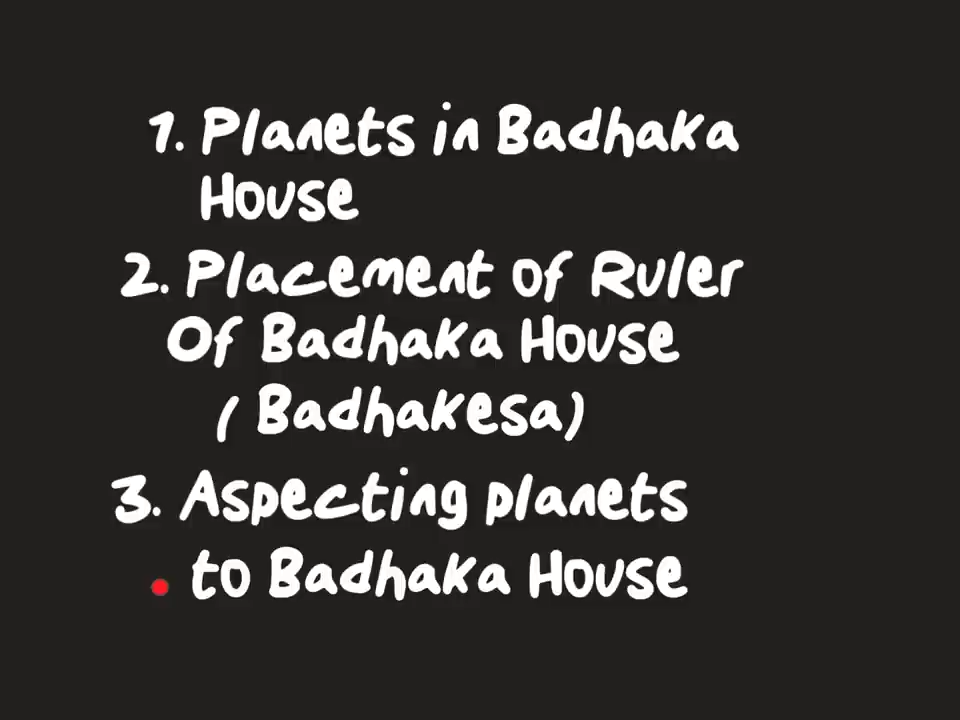 1. Planets in Badhaka
House
2. Placement of Ruler
Of Badhaka House
( Badhakesa)
3. Aspecting planets
to Badhaka House